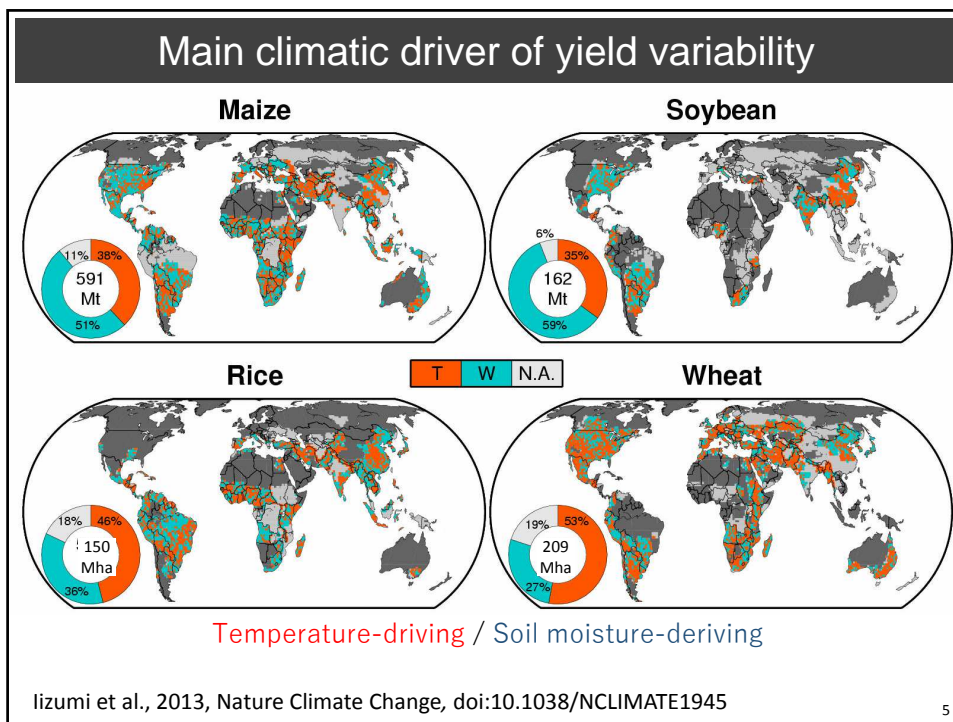 Main climatic driver of yield variability
Maize
Soybean
11%
38%
591
Mt
51%
6%
35%
162
Mt
59%
Rice
T W N.A.
Wheat
18%
46%
150
Mha
36%
19%
53%
209
Mha
27%
Temperature-driving / Soil moisture-deriving
Iizumi et al., 2013, Nature Climate Change, doi:10.1038/NCLIMATE1945
5